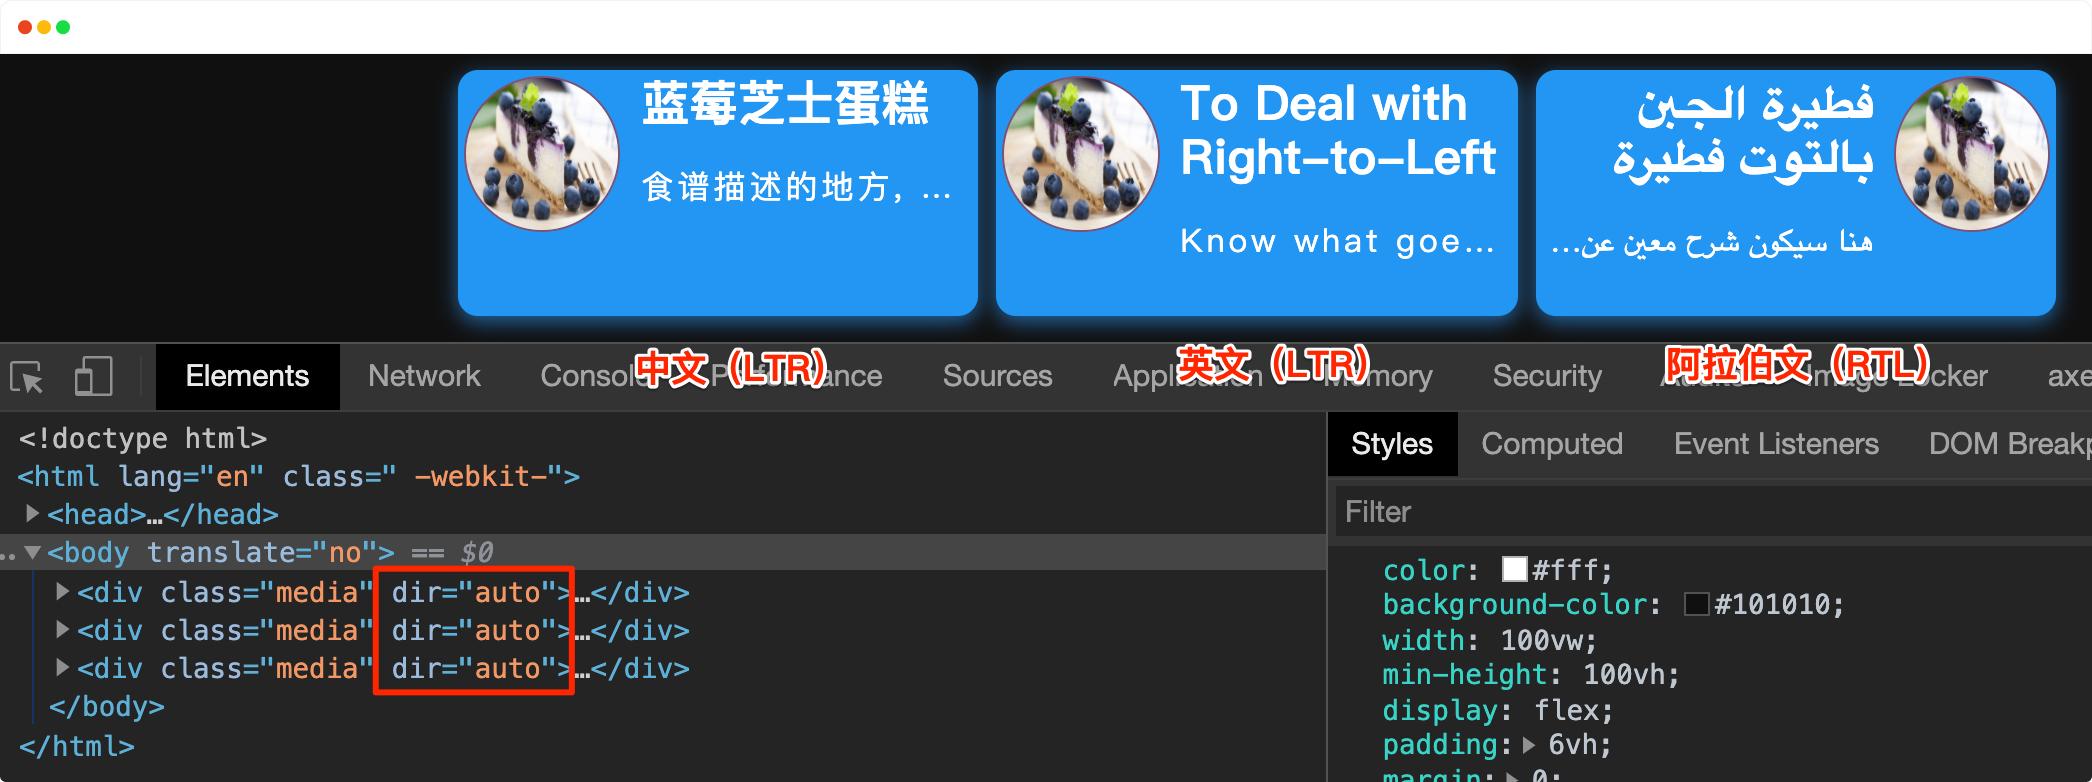 蓝莓芝士蛋糕
食谱描述的地方，...
To Deal with
Right-to-Left
Know what goe...
فطيرة الجبن
بالتوت فطيرة
هنا سيكون شرح معين عن...
中文（LTR）
英文（LTR）
阿拉伯文（RTL）
Elements Network Console Performance Sources Application Memory Security Image Locker axe
<!doctype html>
<html lang="en" class=" -webkit-">
<head>…</head>
<body translate="no"> == $0
<div class="media" dir="auto">…</div>
<div class="media" dir="auto">…</div>
<div class="media" dir="auto">…</div>
</body>
</html>
Styles Computed Event Listeners DOM Breakp
Filter
color: #fff;
background-color: #101010;
width: 100vw;
min-height: 100vh;
display: flex;
padding: 6vh;
margin: 0;